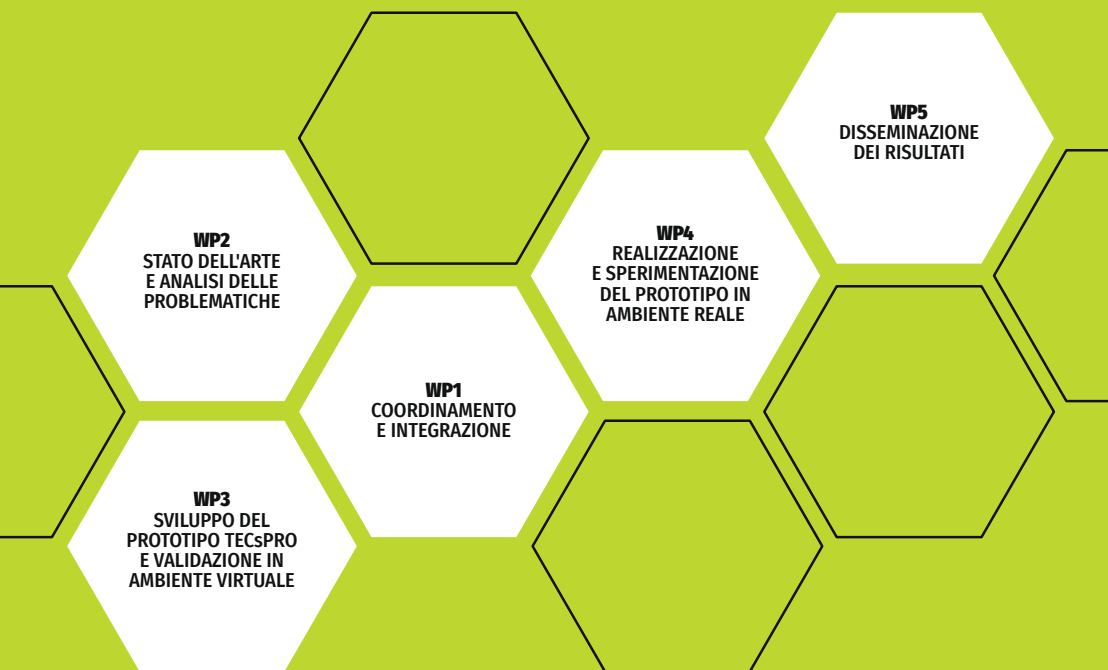 WP5
DISSEMINAZIONE
DEI RISULTATI
WP2
STATO DELL'ARTE
E ANALISI DELLE
PROBLEMATICHE
WP4
REALIZZAZIONE
E SPERIMENTAZIONE
DEL PROTOTIPO IN
AMBIENTE REALE
WP1
COORDINAMENTO
E INTEGRAZIONE
WP3
SVILUPPO DEL
PROTOTIPO TECsPRO
E VALIDAZIONE IN
AMBIENTE VIRTUALE